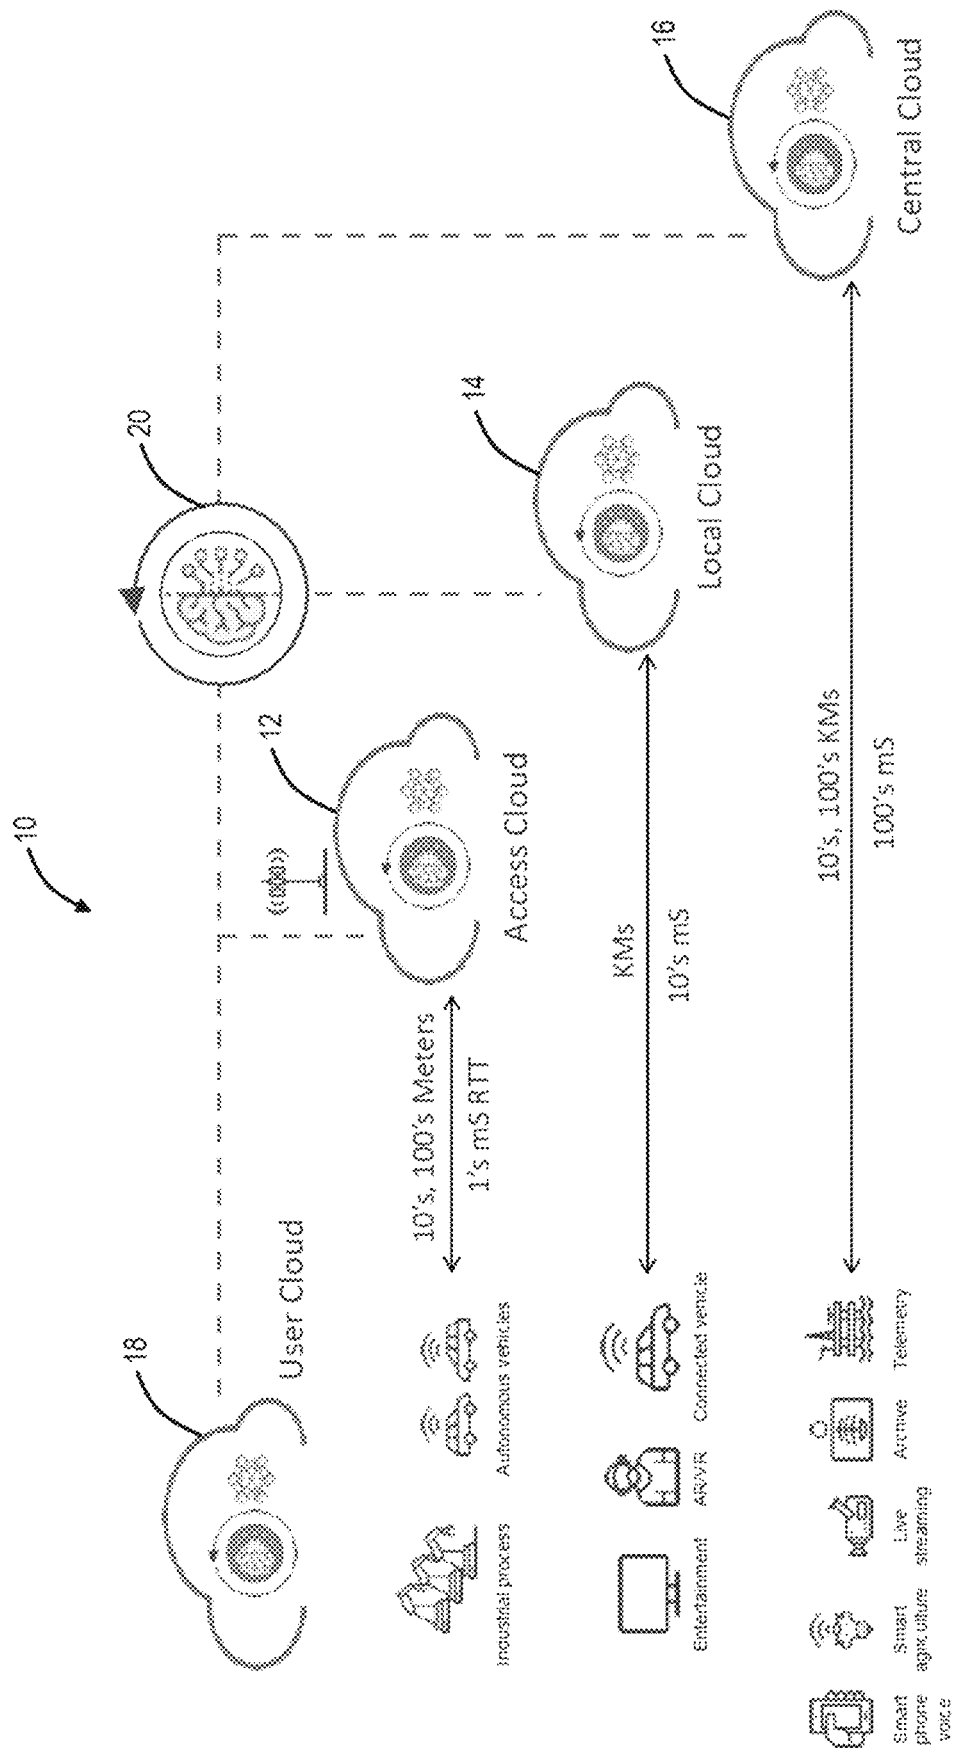 10
18
User Cloud
20
12
Access Cloud
14
Local Cloud
16
Central Cloud
10's, 100's Meters
1's mS RTT
Industrial process
Autonomous vehicles
KMs
10's mS
Entertainment
AR/VR
Connected vehicle
10's, 100's KMs
100's mS
Smart
phone
voice
Smart
agriculture
Live
streaming
Archive
Telemetry